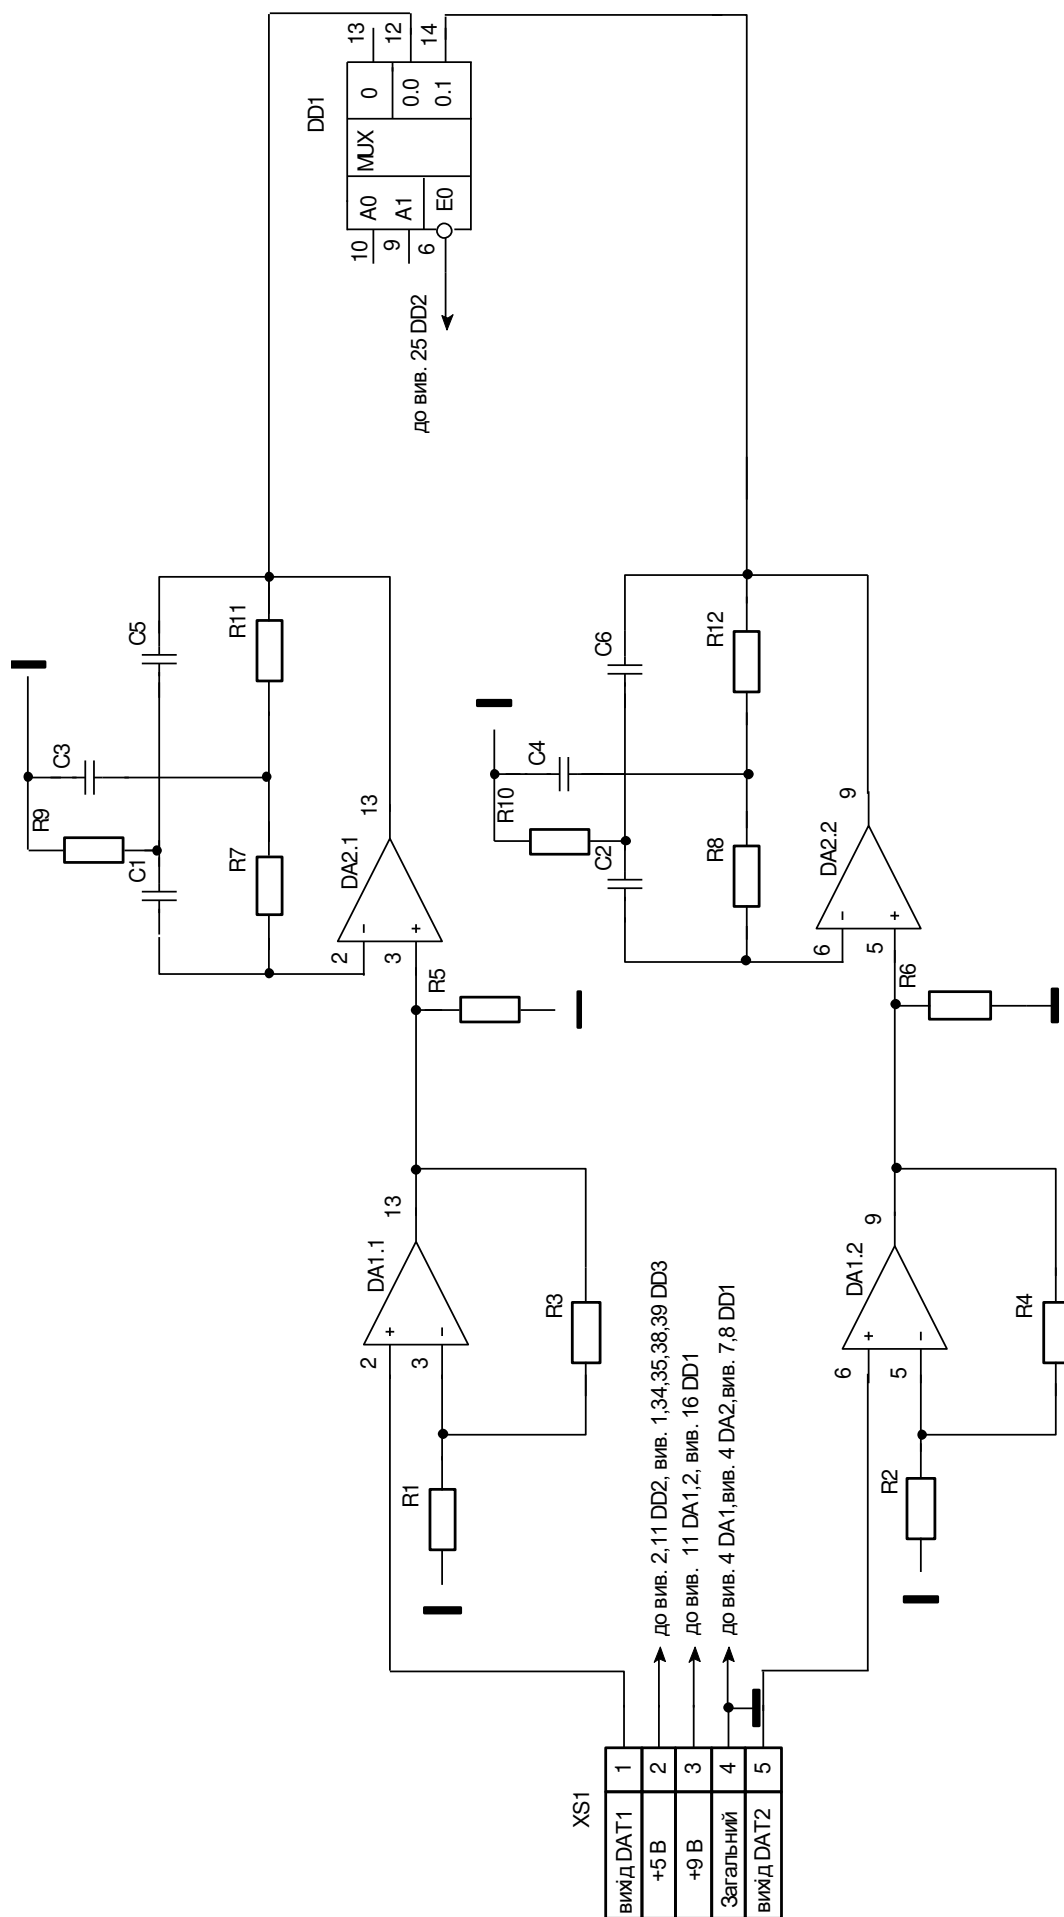 XS1
вихід DAT1
1
+5 В
2
+9 В
3
Загальний
4
вихід DAT2
5
до вив. 2,11 DD2, вив. 1,34,35,38,39 DD3
до вив. 11 DA1,2, вив. 16 DD1
до вив. 4 DA1,вив. 4 DA2,вив. 7,8 DD1
R1
2
3
+
-
DA1.1
13
R3
R5
2
3
-
+
DA2.1
13
C1
R9
R7
C3
C5
R11
R2
6
5
+
-
DA1.2
9
R4
R6
6
5
-
+
DA2.2
9
C2
R10
R8
C4
C6
R12
до вив. 25 DD2
DD1
10
9
6
A0
A1
E0
MUX
0
0.0
0.1
13
12
14